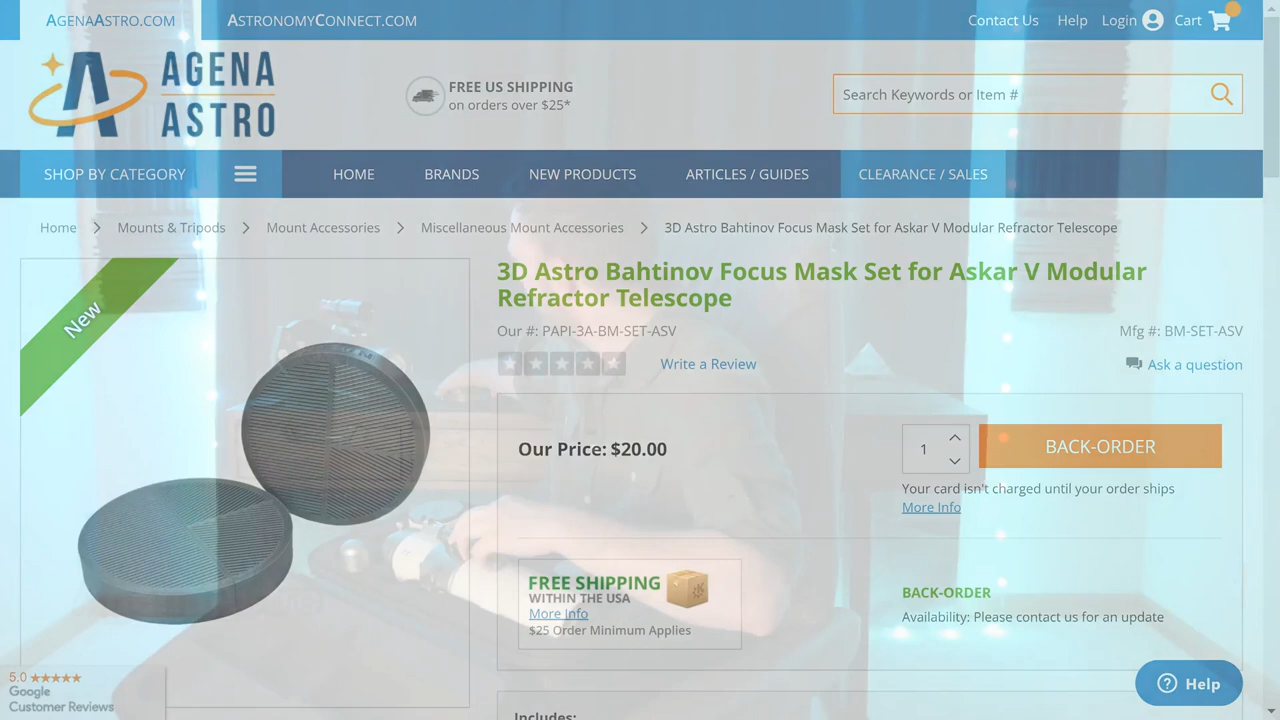 AGENAASTRO.COM
ASTRONOMYCONNECT.COM
Contact Us
Help
Login
Cart
AGENA
ASTRO
FREE US SHIPPING
on orders over $25*
Search Keywords or Item #
SHOP BY CATEGORY
HOME
BRANDS
NEW PRODUCTS
ARTICLES / GUIDES
CLEARANCE / SALES
Home
Mounts & Tripods
Mount Accessories
Miscellaneous Mount Accessories
3D Astro Bahtinov Focus Mask Set for Askar V Modular Refractor Telescope
New
3D Astro Bahtinov Focus Mask Set for Askar V Modular
Refractor Telescope
Our #: PAPI-3A-BM-SET-ASV
Mfg #: BM-SET-ASV
Write a Review
Ask a question
Our Price: $20.00
1
BACK-ORDER
Your card isn't charged until your order ships
More Info
FREE SHIPPING
WITHIN THE USA
More Info
$25 Order Minimum Applies
BACK-ORDER
Availability: Please contact us for an update
5.0
Google
Customer Reviews
Help
Includes: